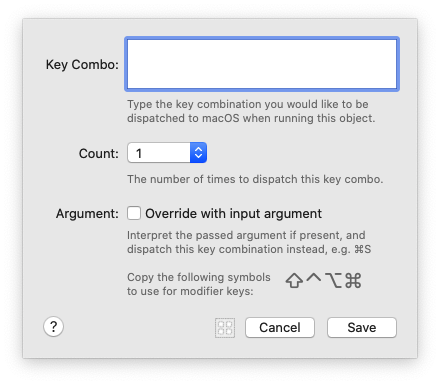 Key Combo:
Type the key combination you would like to be
dispatched to macOS when running this object.
Count: 1
The number of times to dispatch this key combo.
Argument: Override with input argument
Interpret the passed argument if present, and
dispatch this key combination instead, e.g. ⌘S
Copy the following symbols
to use for modifier keys: ⇧⌃⌥⌘
? Cancel Save